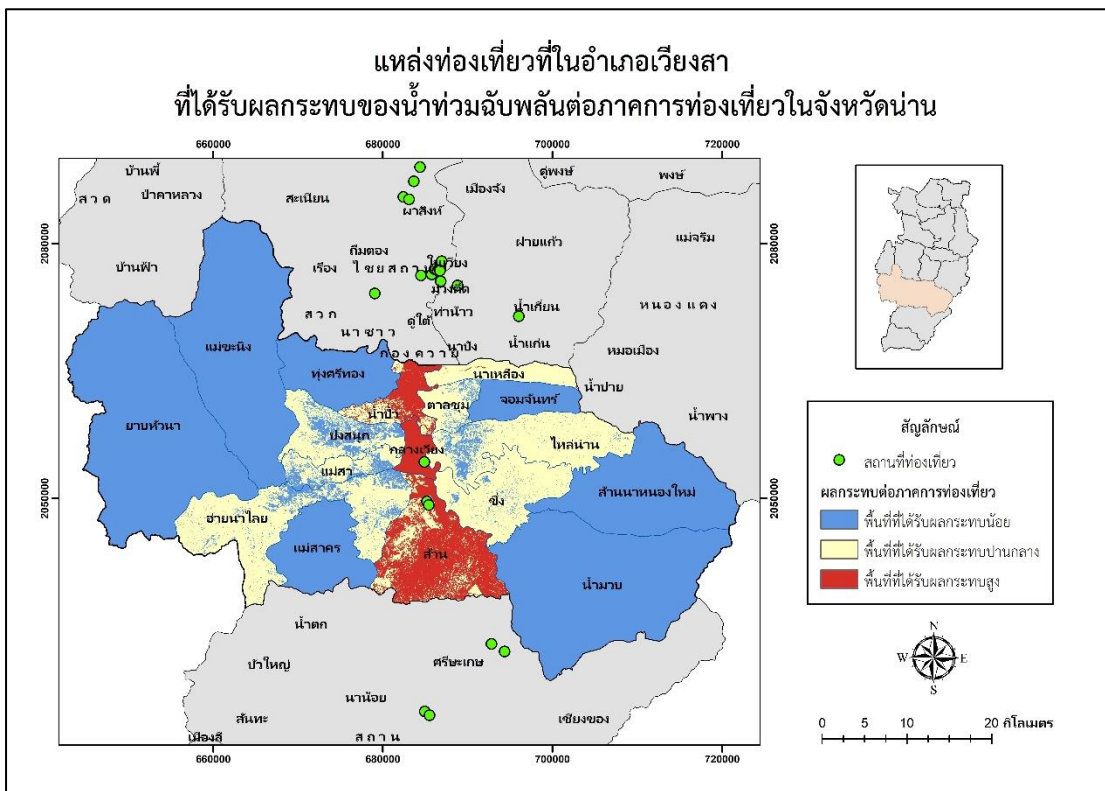 แหล่งท่องเที่ยวที่ในอำเภอเวียงสา
ที่ได้รับผลกระทบของน้ำท่วมฉับพลันต่อภาคการท่องเที่ยวในจังหวัดน่าน
660000 680000 700000 720000
บ้านพี้
สวด ป่าคาหลวง
สะเนียน
เมืองจัง
ตู่พงษ์
พงษ์
ผาสิงห์
2080000
2080000
ฝายแก้ว
แม่จริม
บ้านฟ้า
ถืมตอง
เรือง
ไชยสถาน
ในเวียง
ม่วงตึ๊ด
สวก
ดู่ใต้
ท่าน้าว
น้ำเกี๋ยน
หนองแดง
นาซาว
นาปัง
น้ำแก่น
กองควาย
หมอเมือง
แม่ขะนิง
ทุ่งศรีทอง
นาเหลือง
น้ำปาย
น้ำปั้ว
ตาลชุม
จอมจันทร์
น้ำพาง
ยาบหัวนา
ปงสนุก
กลางเวียง
ไหล่น่าน
แม่สา
2050000
2050000
ขึ่ง
ส้านนาหนองใหม่
อ่ายนาไลย
แม่สาคร
ส้าน
น้ำมวบ
น้ำตก
ปัวใหญ่
ศรีษะเกษ
นาน้อย
สันทะ
เชียงของ
เมืองลี
สถาน
660000 680000 700000 720000
สัญลักษณ์
สถานที่ท่องเที่ยว
ผลกระทบต่อภาคการท่องเที่ยว
พื้นที่ที่ได้รับผลกระทบน้อย
พื้นที่ที่ได้รับผลกระทบปานกลาง
พื้นที่ที่ได้รับผลกระทบสูง
N
W E
S
0 5 10 20 กิโลเมตร